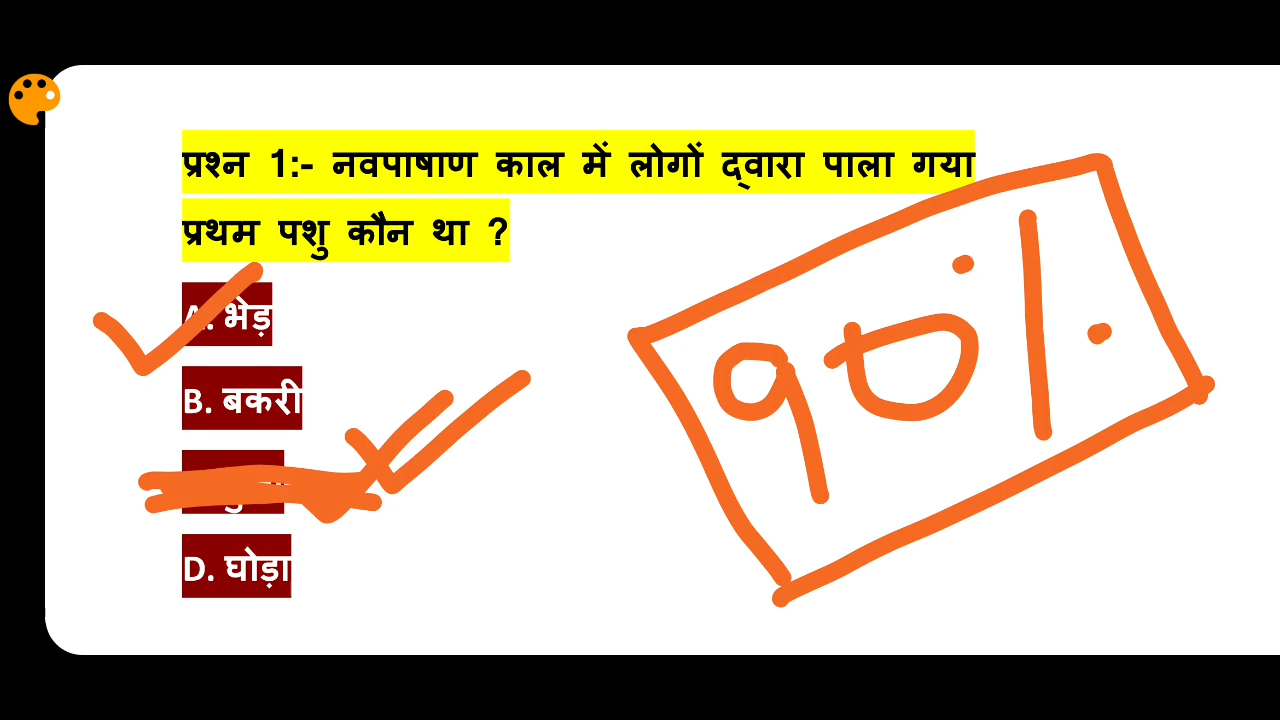 प्रश्न 1:- नवपाषाण काल में लोगों द्वारा पाला गया
प्रथम पशु कौन था ?
A. भेड़
B. बकरी
D. घोड़ा
90%